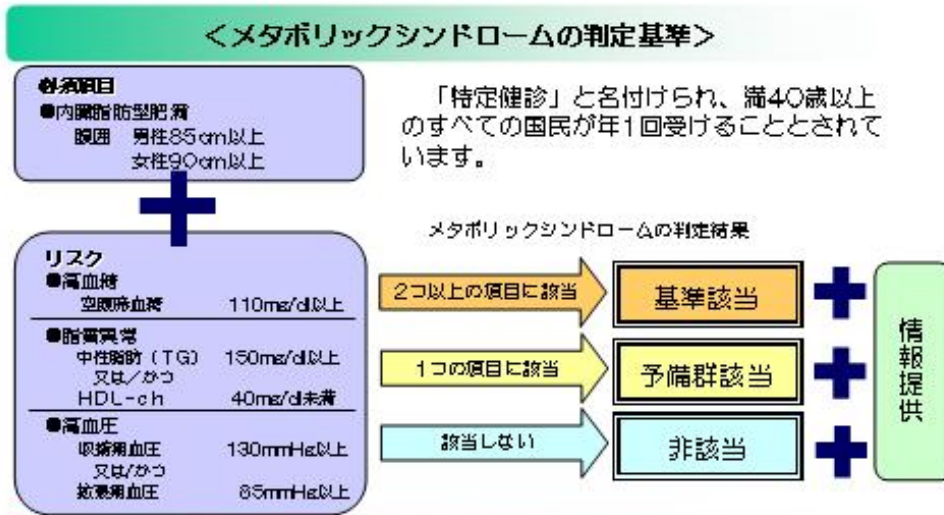 ＜メタボリックシンドロームの判定基準＞
必須項目
●内臓脂肪型肥満
腹囲 男性85cm以上
女性90cm以上
「特定健診」と名付けられ、満40歳以上
のすべての国民が年1回受けることとされて
います。
メタボリックシンドロームの判定結果
リスク
●高血糖
空腹時血糖 110mg/dl以上
●脂質異常
中性脂肪（TG） 150mg/dl以上
又は／かつ
HDL-ch 40mg/dl未満
●高血圧
収縮期血圧 130mmHg以上
又は/かつ
拡張期血圧 85mmHg以上
2つ以上の項目に該当
基準該当
1つの項目に該当
予備群該当
該当しない
非該当
情報提供